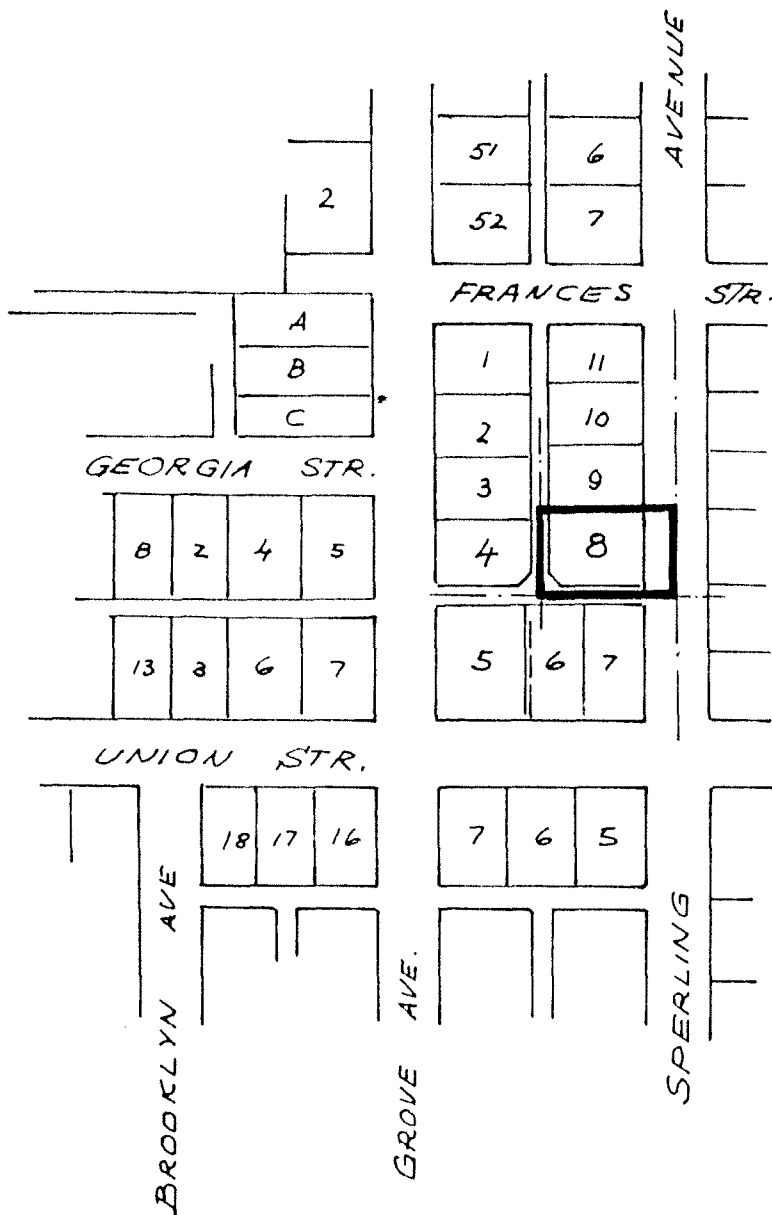 AVENUE
51 6
2
52 7
FRANCES STR.
A
B
C
1 11
2 10
3 9
4 8
GEORGIA STR.
8 2 4 5
13 3 6 7
5 6 7
UNION STR.
18 17 16 7 6 5
BROOKLYN AVE
GROVE AVE.
SPERLING